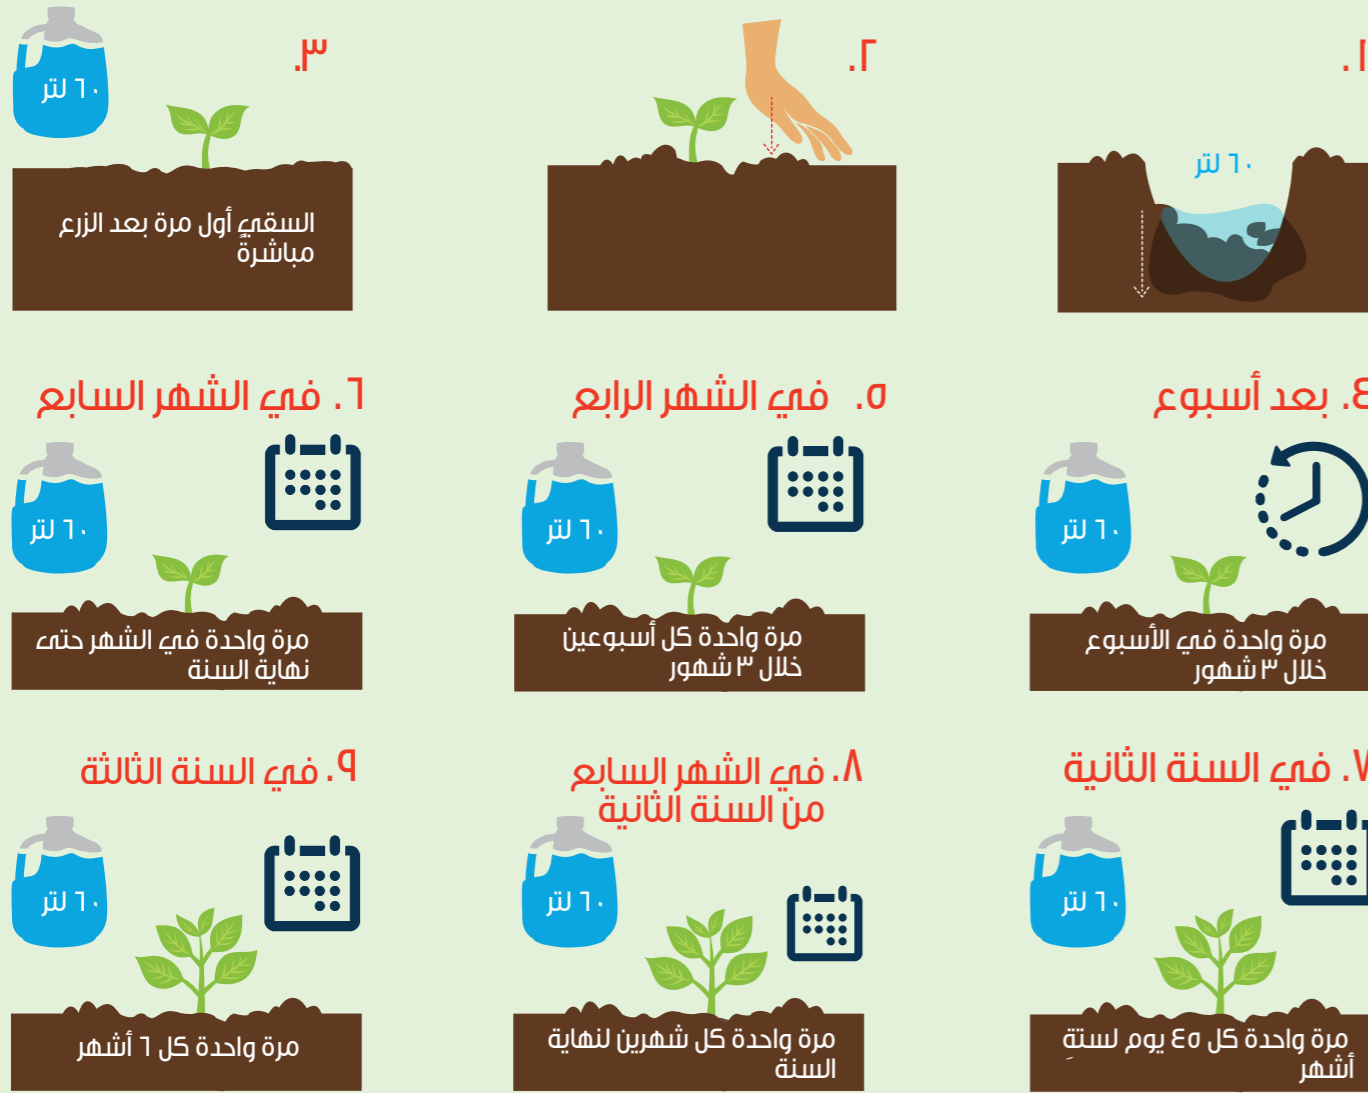 ١.
٦٠ لتر
٢.
٣.
٦٠ لتر
السقي أول مرة بعد الزرع
مباشرةً
٤. بعد أسبوع
٦٠ لتر
مرة واحدة في الأسبوع
خلال ٣ شهور
٥. في الشهر الرابع
٦٠ لتر
مرة واحدة كل أسبوعين
خلال ٣ شهور
٦. في الشهر السابع
٦٠ لتر
مرة واحدة في الشهر حتى
نهاية السنة
٧. في السنة الثانية
٦٠ لتر
مرة واحدة كل ٤٥ يوم لستةِ
أشهر
٨. في الشهر السابع
من السنة الثانية
٦٠ لتر
مرة واحدة كل شهرين لنهاية
السنة
٩. في السنة الثالثة
٦٠ لتر
مرة واحدة كل ٦ أشهر